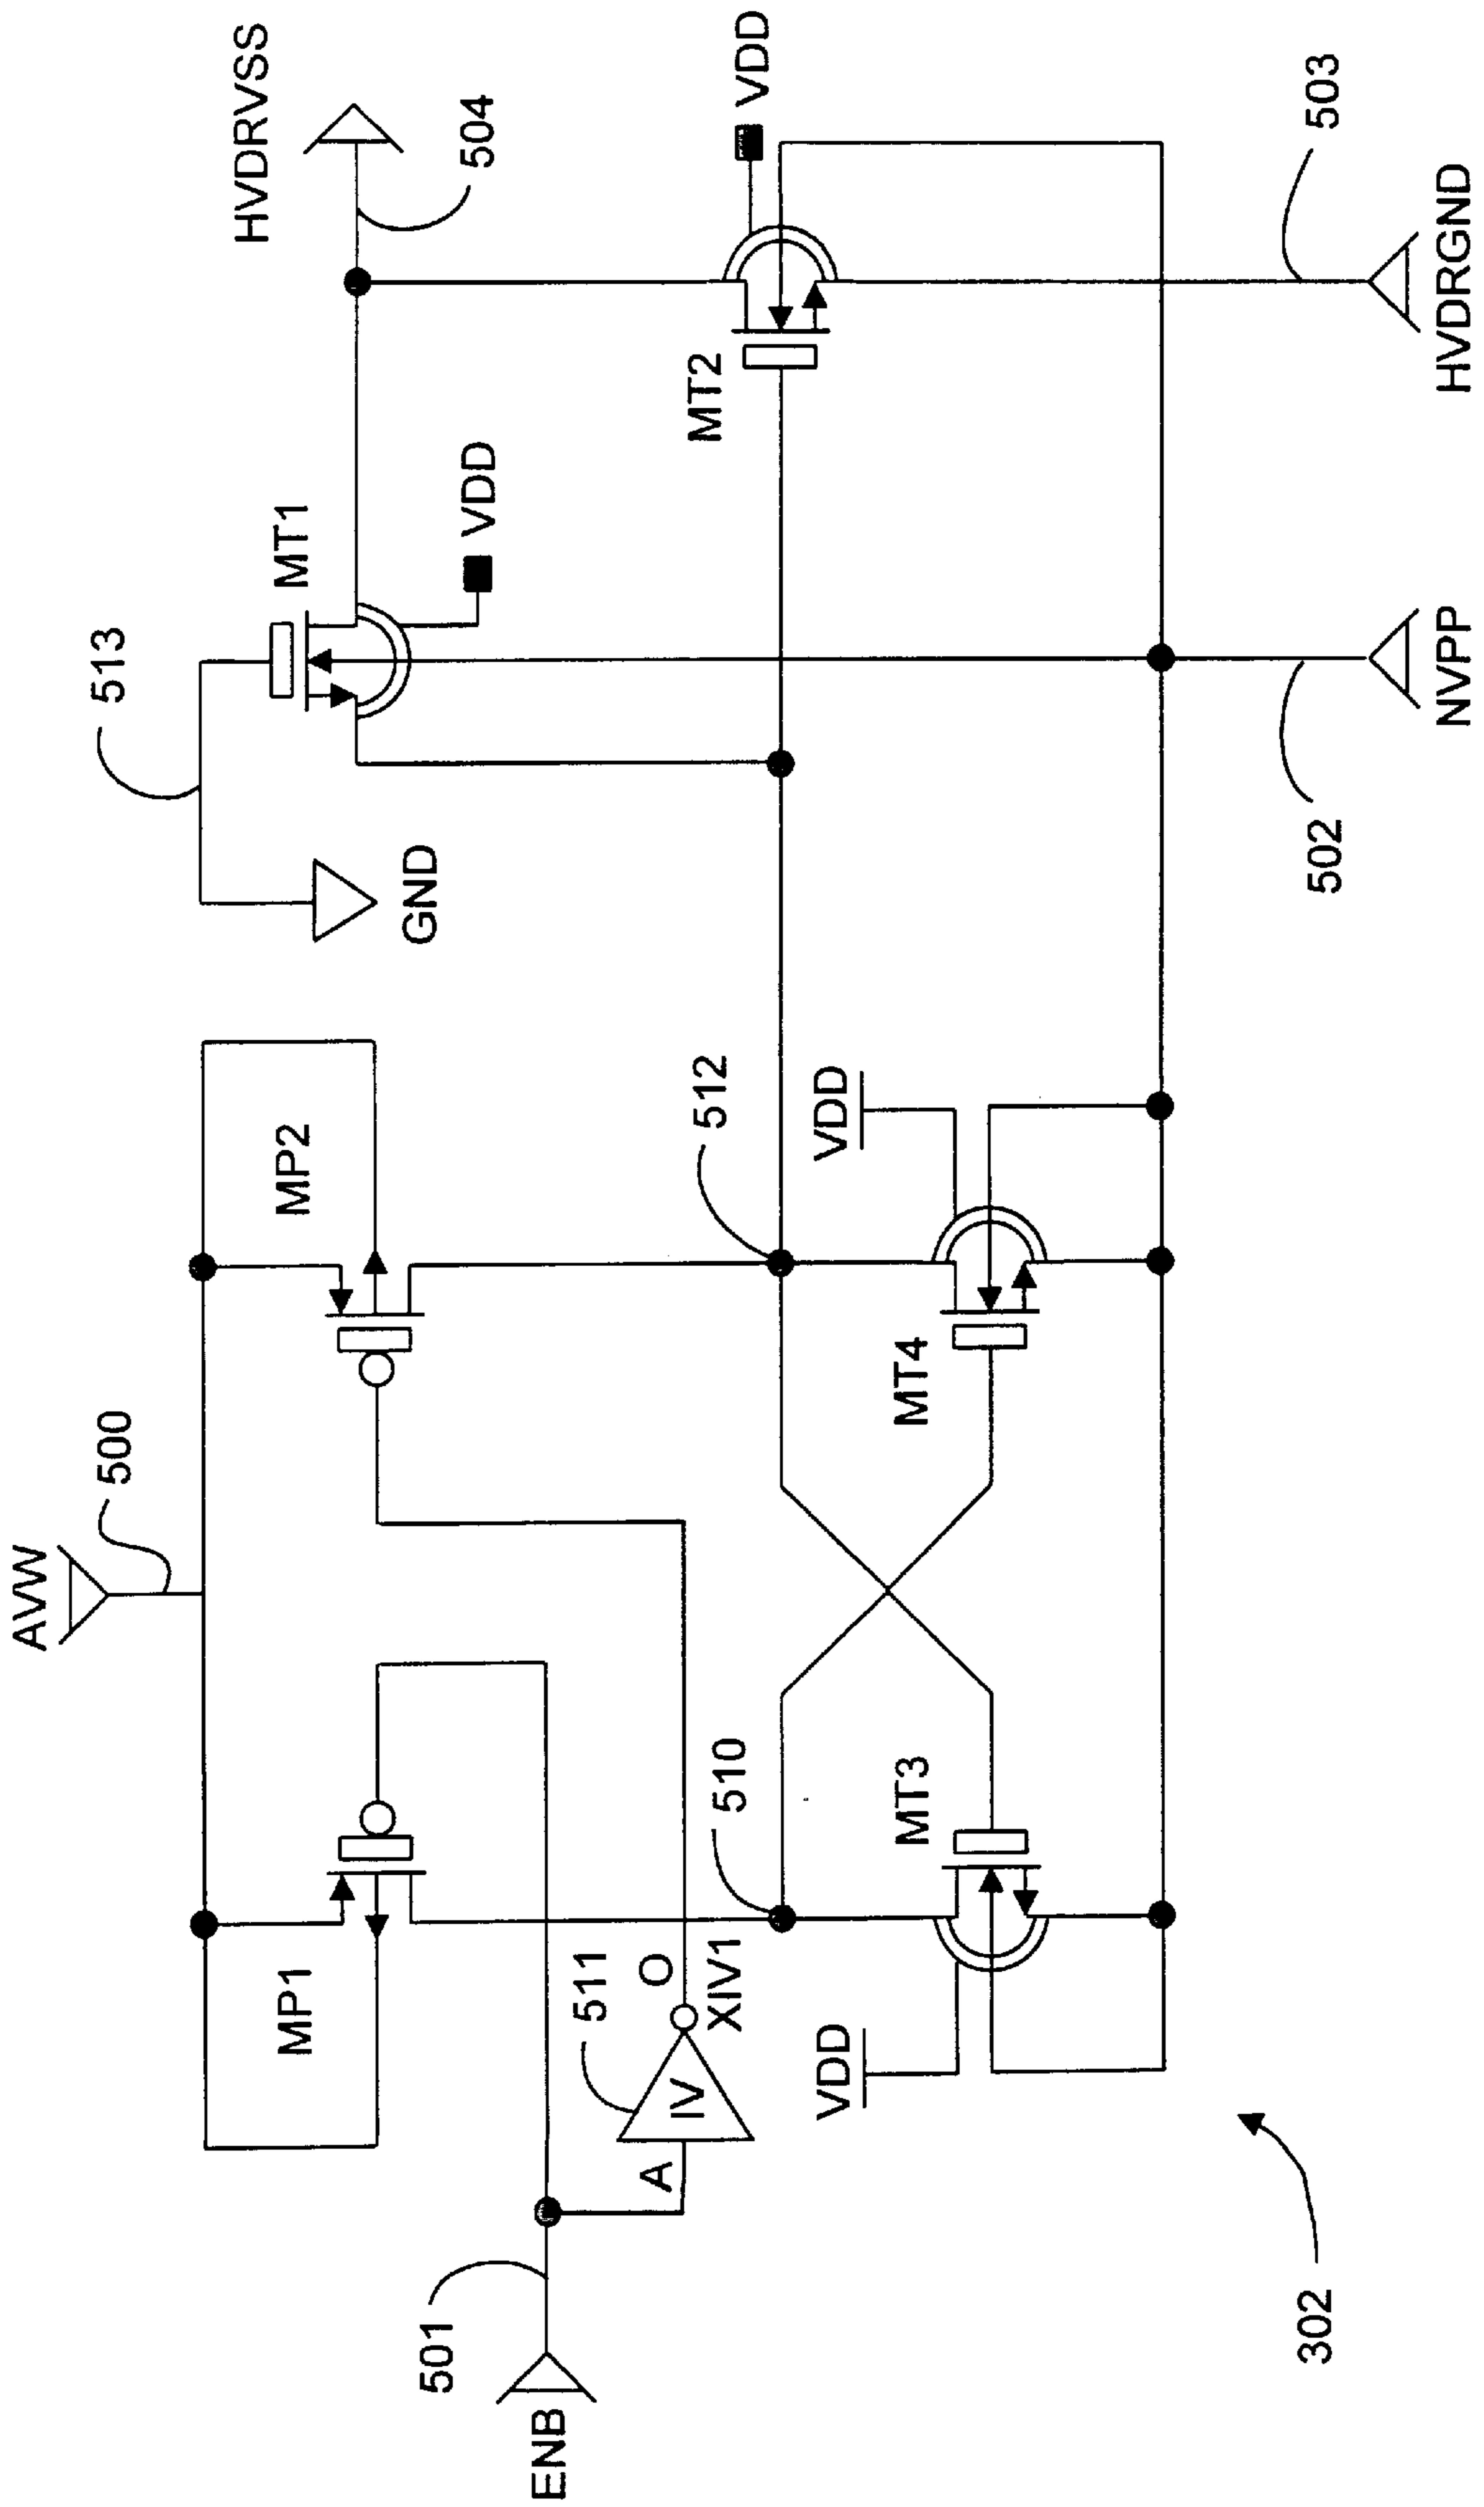 AVW
500
513
HVDRVSS
MP1
MP2
MT1
GND
501
VDD
504
ENB
511
A
O
IV
XIV1
510
512
MT2
VDD
VDD
VDD
MT3
MT4
302
502
503
NVPP
HVDRGND